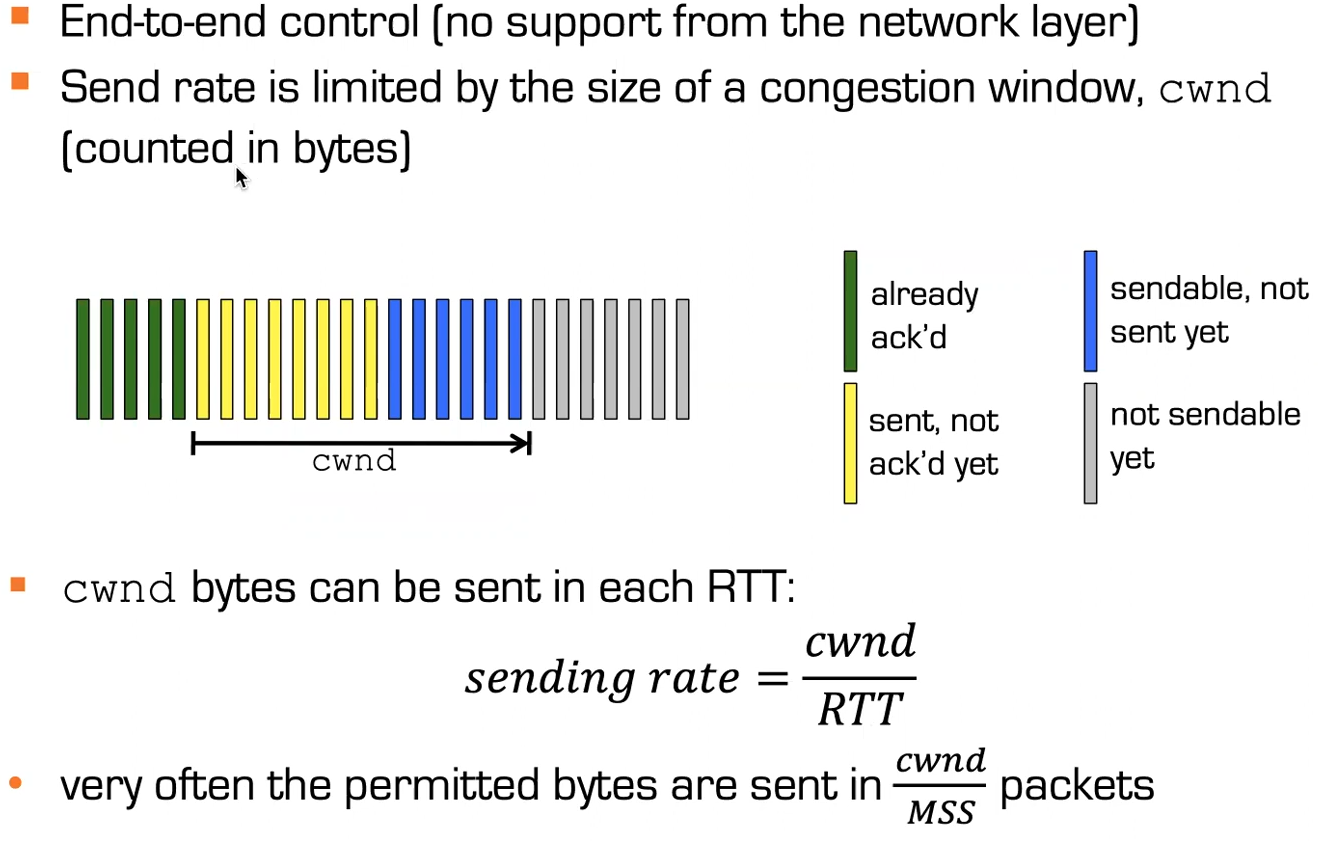 End-to-end control (no support from the network layer)
Send rate is limited by the size of a congestion window, cwnd
(counted in bytes)
already
ack'd
sendable, not
sent yet
sent, not
ack'd yet
not sendable
yet
cwnd
cwnd bytes can be sent in each RTT:
sending rate = cwnd / RTT
very often the permitted bytes are sent in cwnd / MSS packets